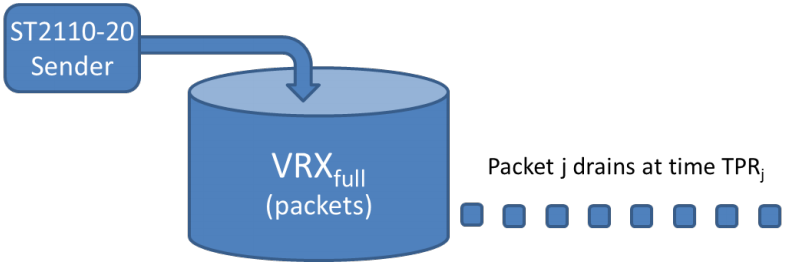 ST2110-20
Sender
VRXfull
(packets)
Packet j drains at time TPRj